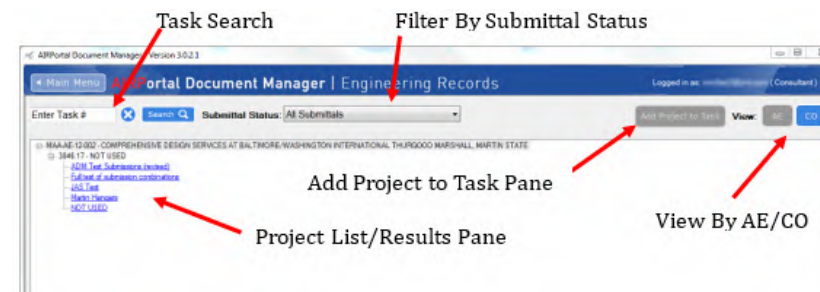 Task Search
Filter By Submittal Status
AIRPortal Document Manager - Version 3.0.2.1
Main Menu
AIRPortal Document Manager | Engineering Records
Logged in as:
(Consultant)
Enter Task #
Search
Submittal Status: All Submittals
Add Project to Task
View:
AE
CO
MAA-AE-12-002 - COMPREHENSIVE DESIGN SERVICES AT BALTIMORE/WASHINGTON INTERNATIONAL THURGOOD MARSHALL, MARTIN STATE
3846.17 - NOT USED
ADM Test Submissions (revised)
Full test of submission combinations
JAS Test
Martin Hangars
NOT USED
Add Project to Task Pane
View By AE/CO
Project List/Results Pane